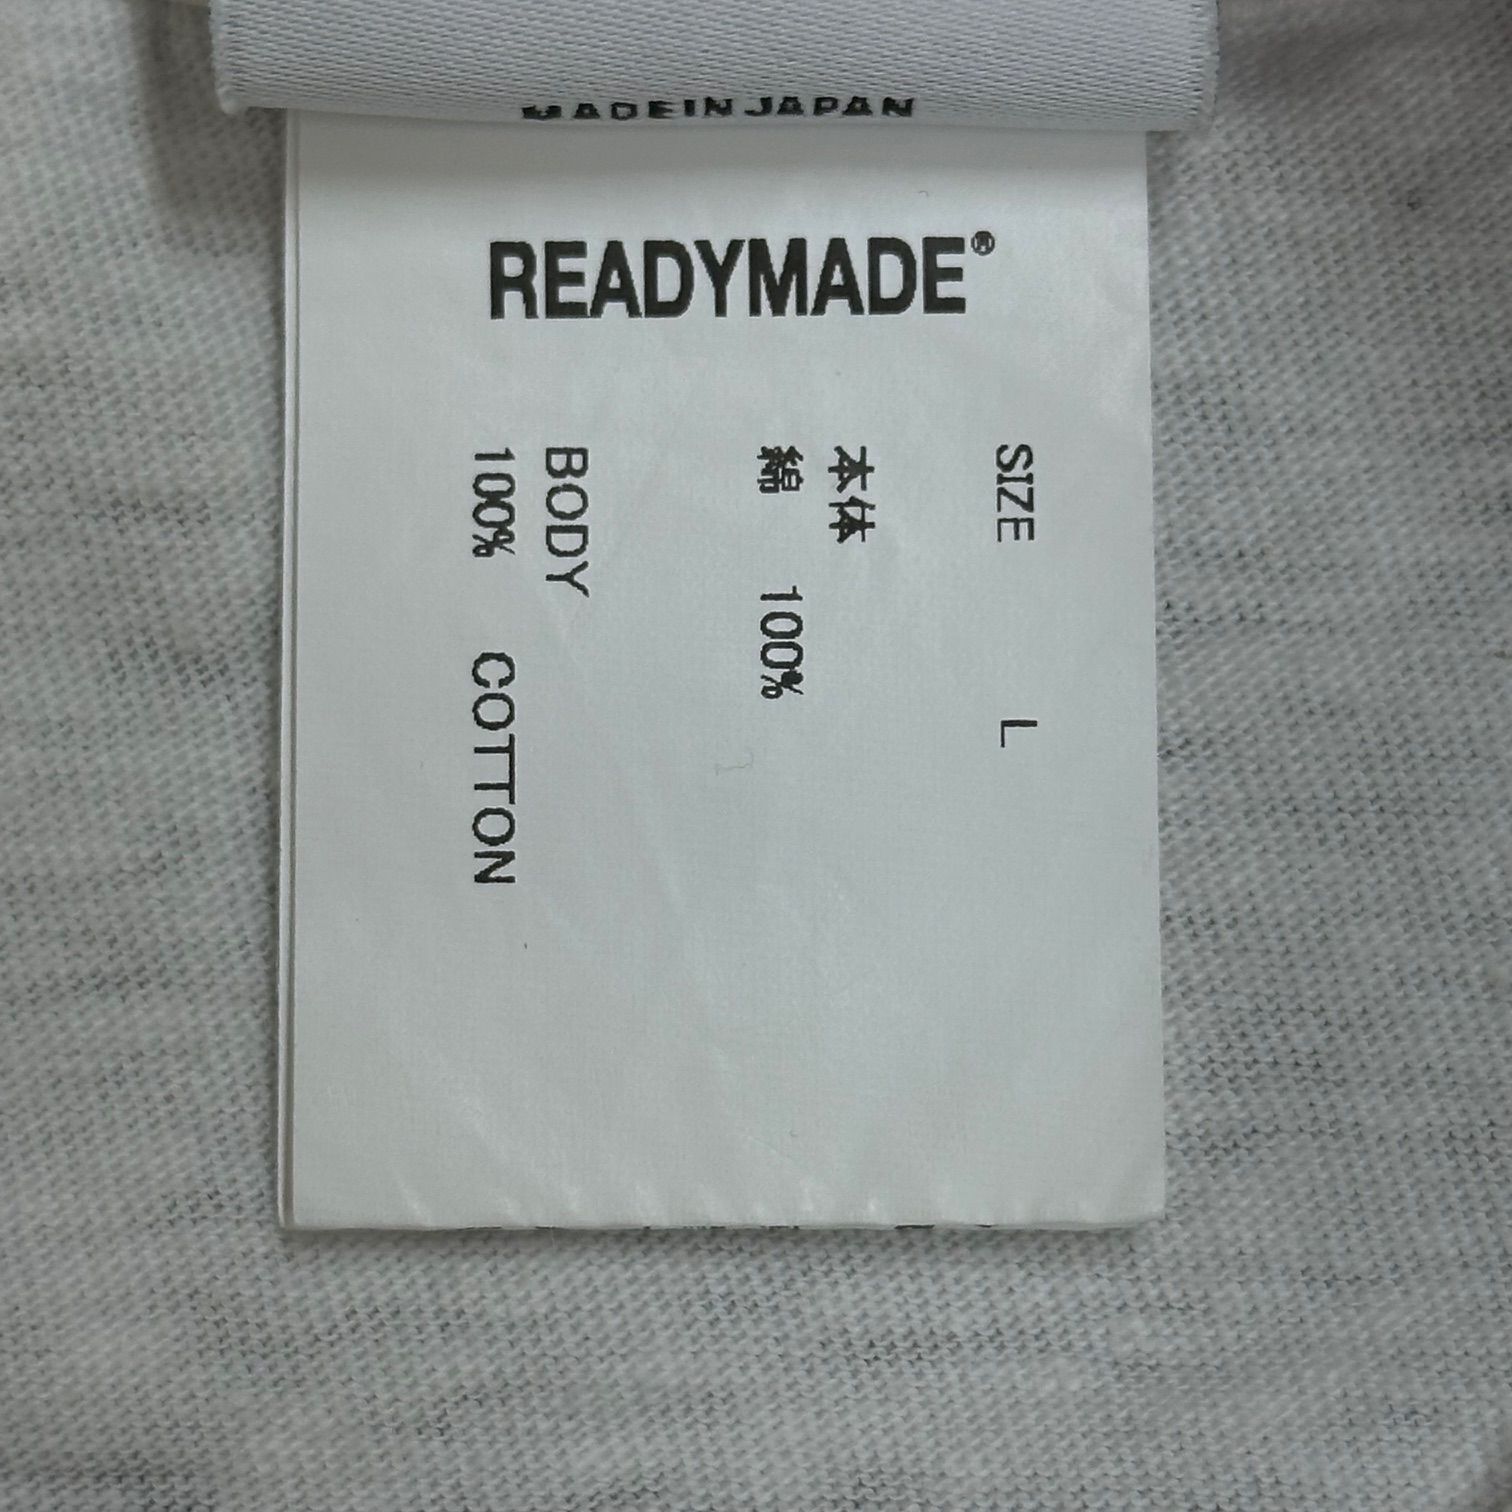 MADE IN JAPAN
READYMADE®
SIZE L
本体
綿 100%
BODY
100% COTTON